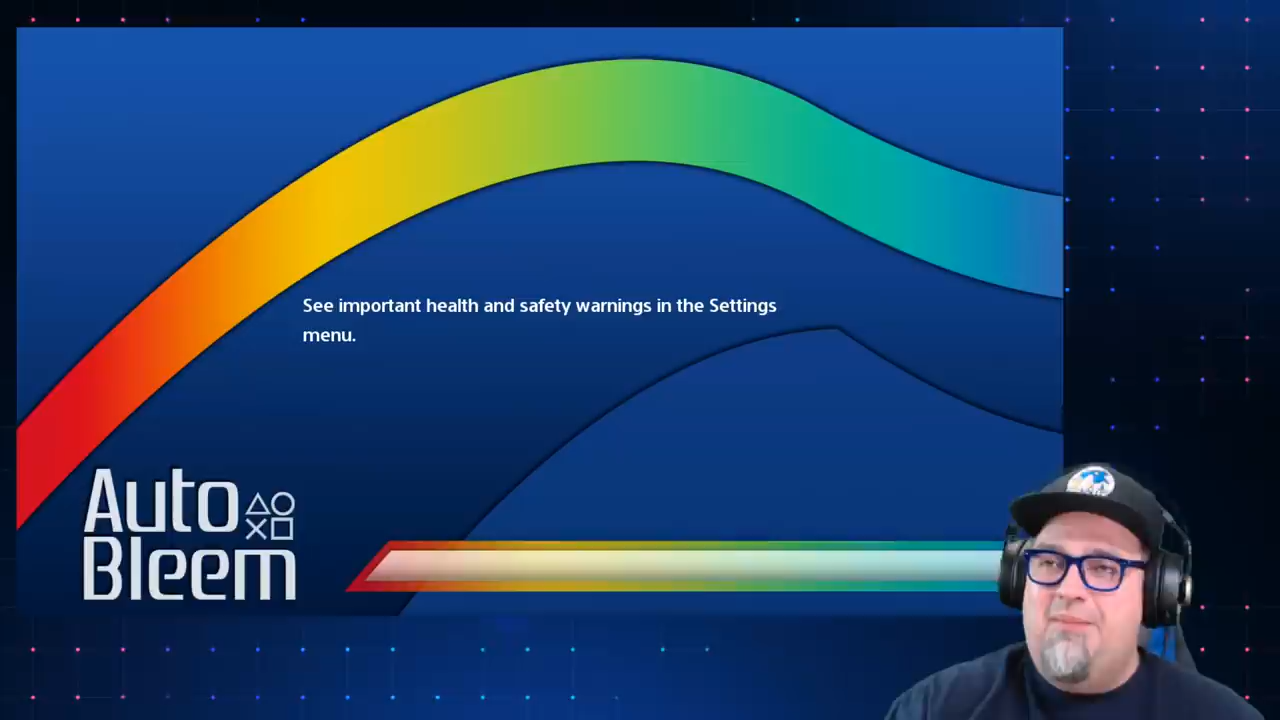 See important health and safety warnings in the Settings
menu.
Auto
Bleem